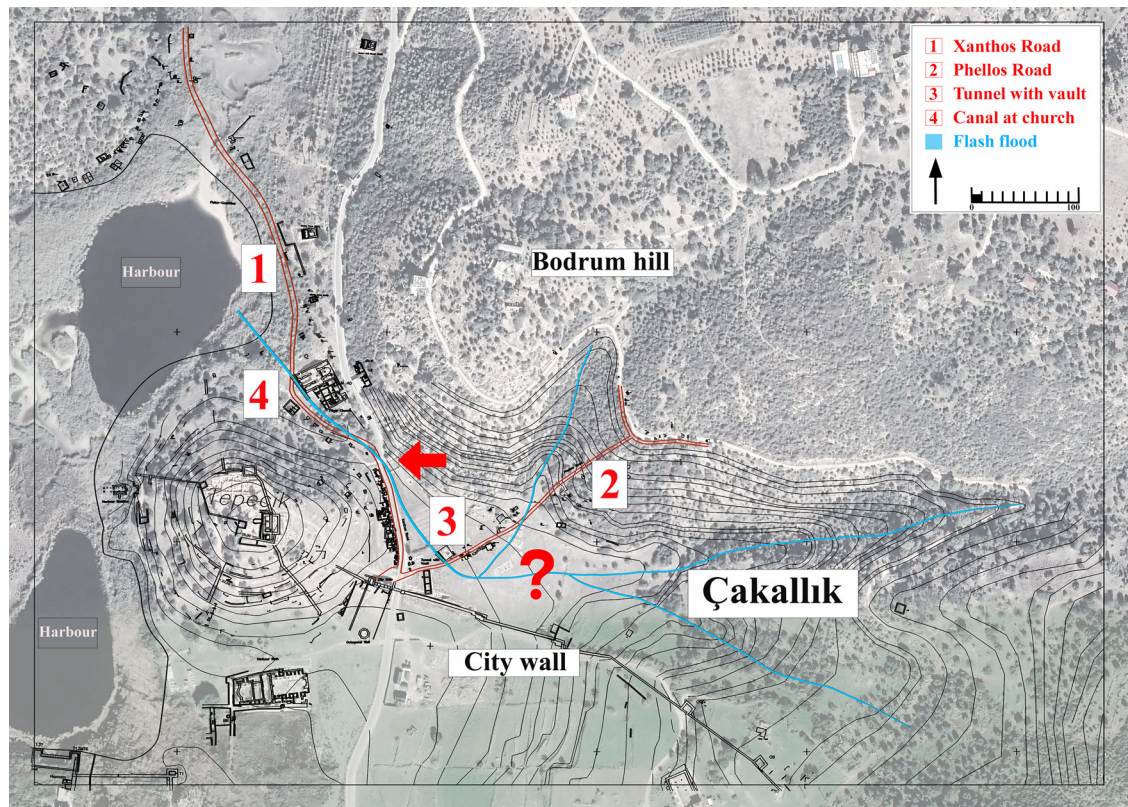 1 Xanthos Road
2 Phellos Road
3 Tunnel with vault
4 Canal at church
Flash flood
0 100
Harbour
1
Bodrum hill
4
2
Tepecik
3
?
Çakallık
Harbour
City wall